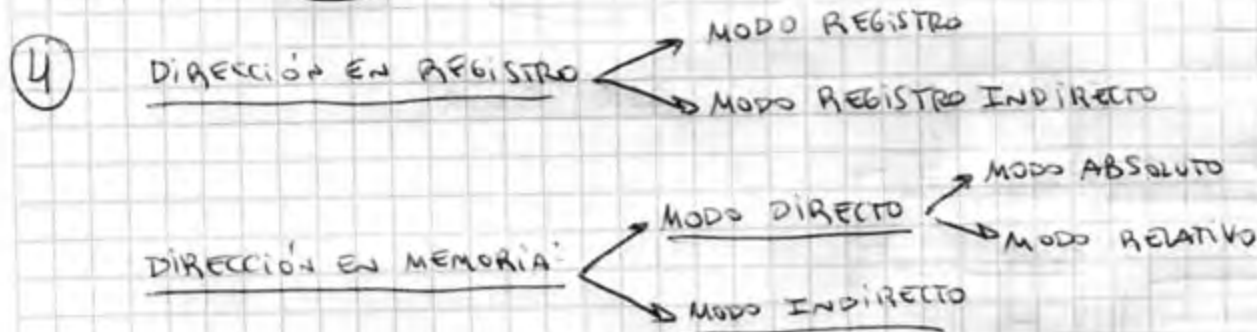 4 DIRECCIÓN EN REGISTRO
MODO REGISTRO
MODO REGISTRO INDIRECTO
DIRECCIÓN EN MEMORIA:
MODO DIRECTO
MODO ABSOLUTO
MODO RELATIVO
MODO INDIRECTO